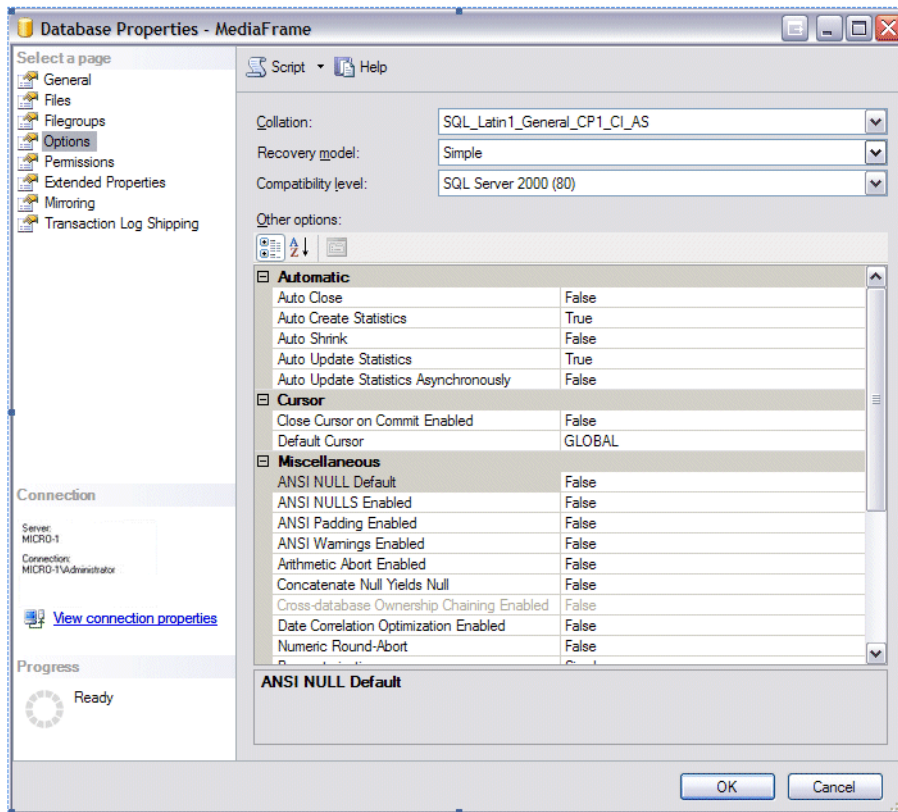 Database Properties - MediaFrame
Select a page
General
Files
Filegroups
Options
Permissions
Extended Properties
Mirroring
Transaction Log Shipping
Script
Help
Collation: SQL_Latin1_General_CP1_CI_AS
Recovery model: Simple
Compatibility level: SQL Server 2000 (80)
Other options:
Automatic
Auto Close False
Auto Create Statistics True
Auto Shrink False
Auto Update Statistics True
Auto Update Statistics Asynchronously False
Cursor
Close Cursor on Commit Enabled False
Default Cursor GLOBAL
Miscellaneous
ANSI NULL Default False
ANSI NULLS Enabled False
ANSI Padding Enabled False
ANSI Warnings Enabled False
Arithmetic Abort Enabled False
Concatenate Null Yields Null False
Cross-database Ownership Chaining Enabled False
Date Correlation Optimization Enabled False
Numeric Round-Abort False
ANSI NULL Default
Connection
Server:
MICRO-1
Connection:
MICRO-1\Administrator
View connection properties
Progress
Ready
OK
Cancel